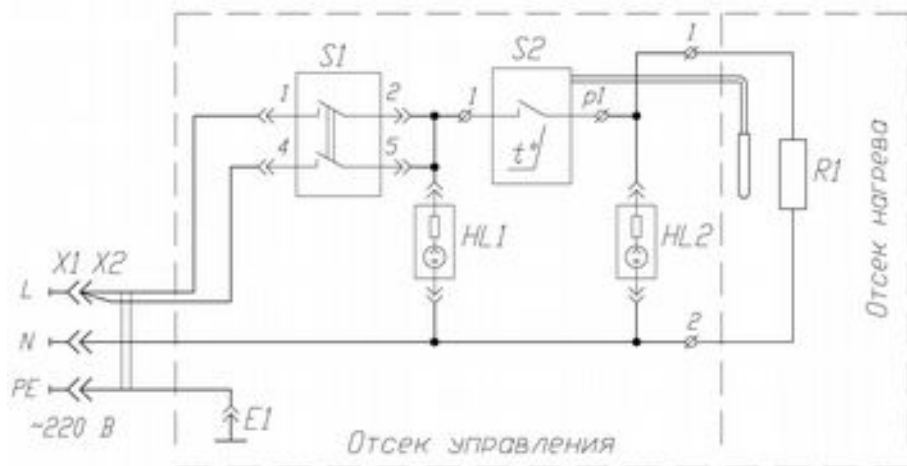 S1
S2
1
1
2
1
p1
4
5
t°
R1
HL1
HL2
Отсек нагрева
X1 X2
L
N
2
PE
~220 В
E1
Отсек управления